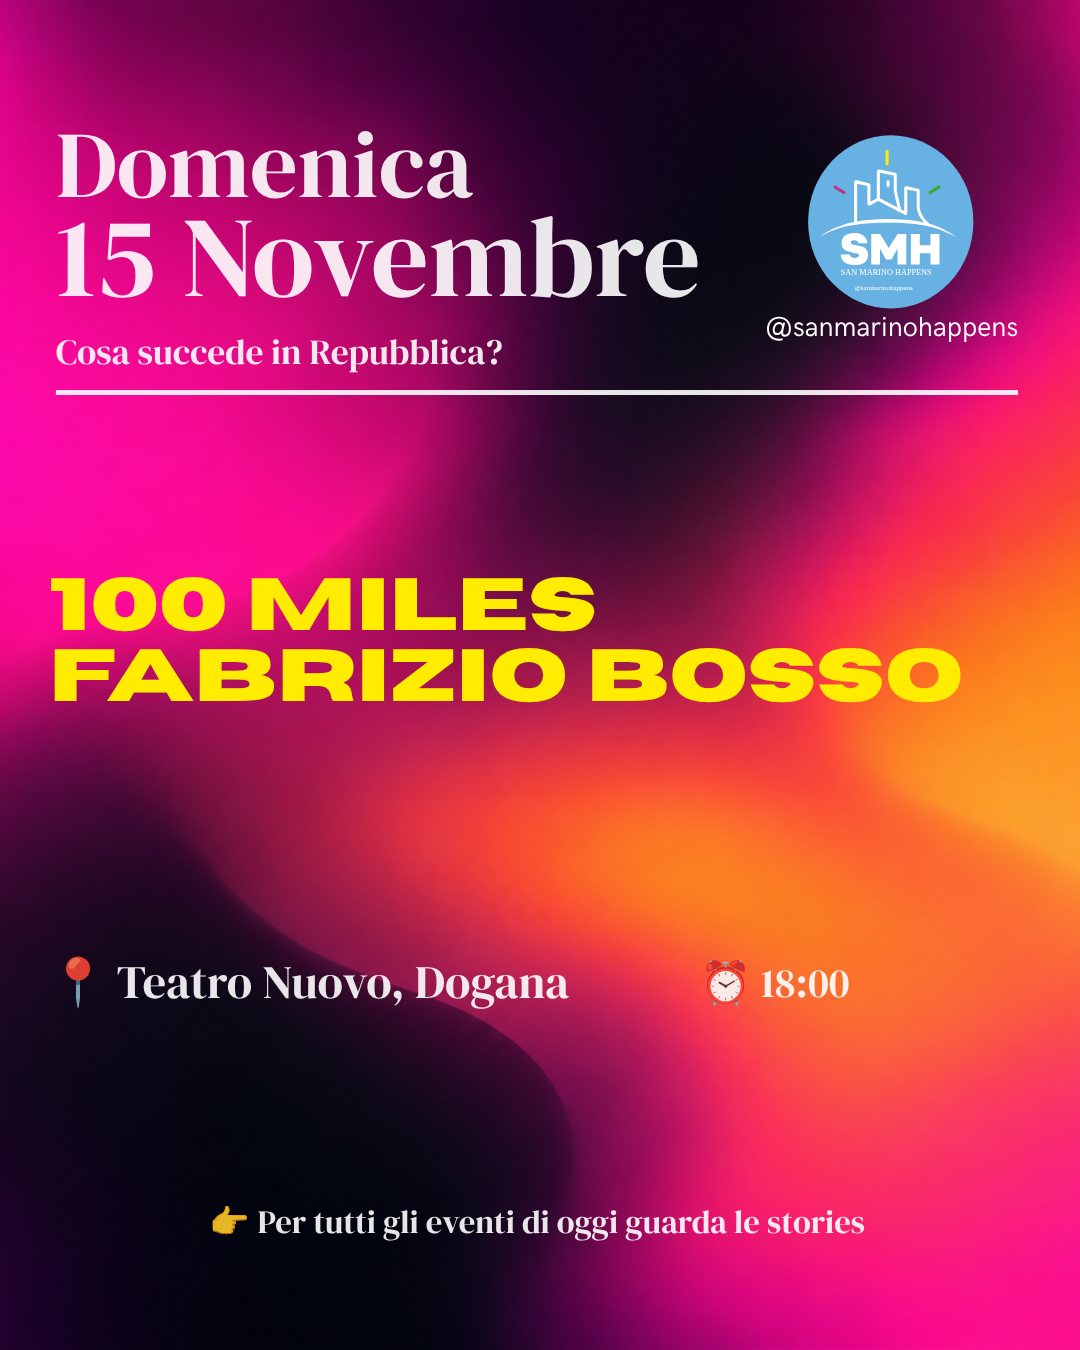 Domenica
15 Novembre
Cosa succede in Repubblica?
SMH
SAN MARINO HAPPENS
@sanmarinohappens
@sanmarinohappens
100 MILES
FABRIZIO BOSSO
📍 Teatro Nuovo, Dogana
⏰ 18:00
👉 Per tutti gli eventi di oggi guarda le stories